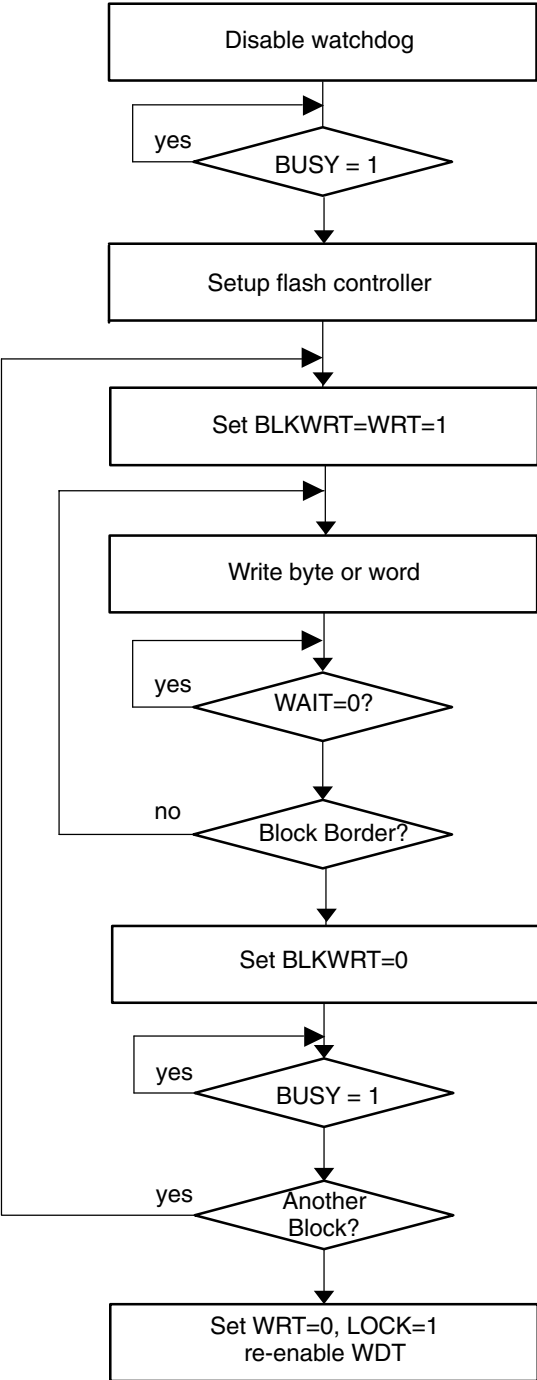 Disable watchdog
yes
BUSY = 1
Setup flash controller
Set BLKWRT=WRT=1
Write byte or word
yes
WAIT=0?
no
Block Border?
Set BLKWRT=0
yes
BUSY = 1
yes
Another
Block?
Set WRT=0, LOCK=1
re-enable WDT